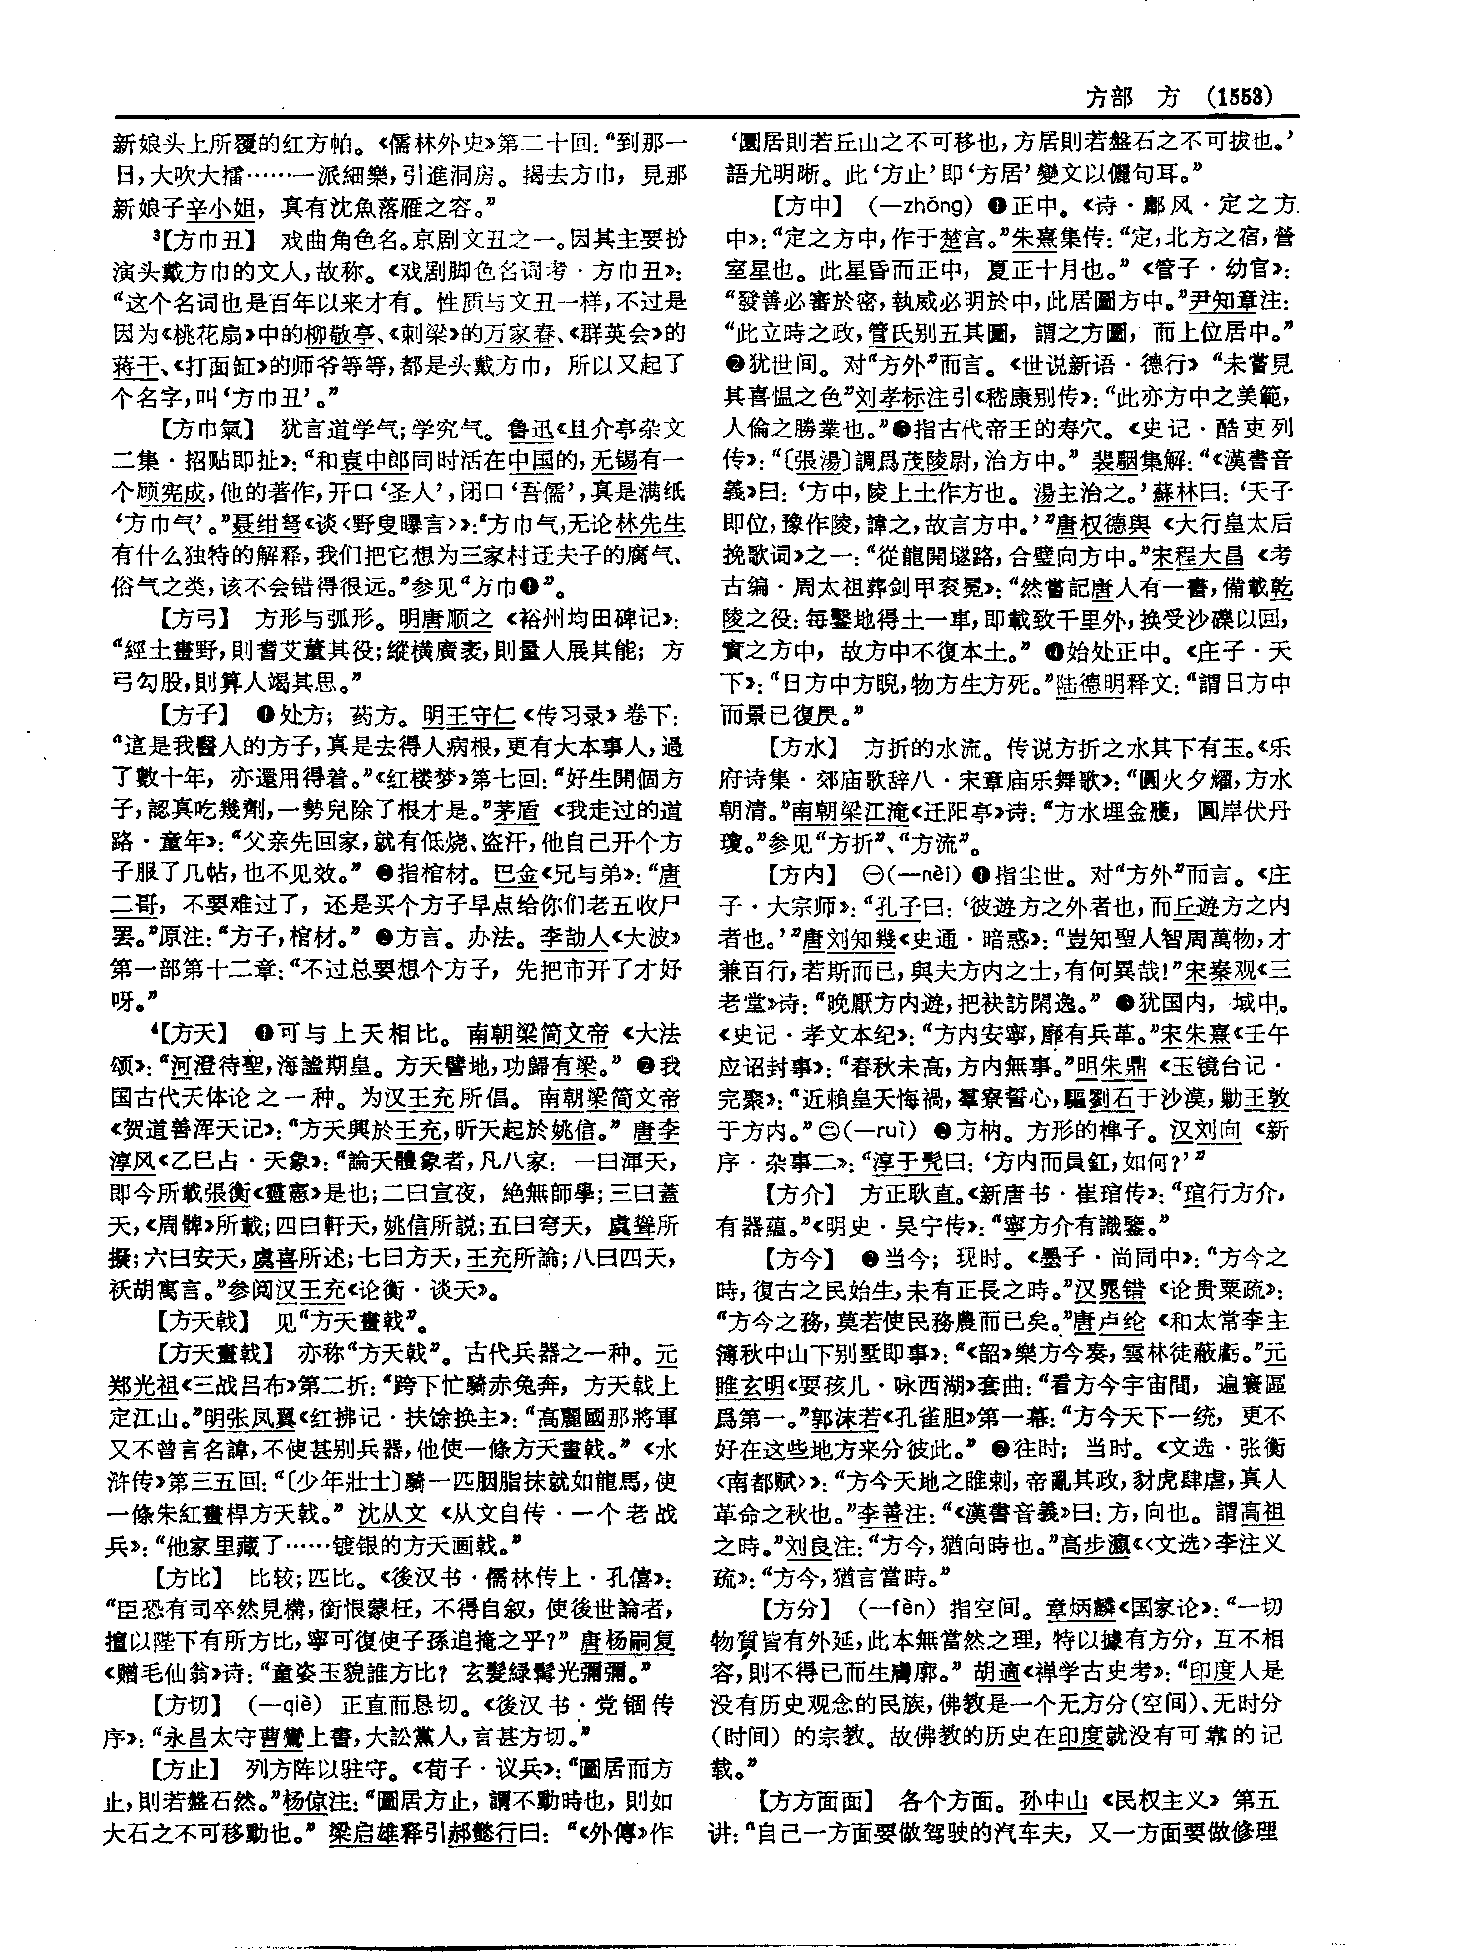 方部　方　(1553)
新娘头上所覆的红方帕。《儒林外史》第二十回：“到那一
日，大吹大擂……一派細樂，引進洞房。揭去方巾，見那
新娘子辛小姐，真有沈魚落雁之容。”
³【方巾丑】　戏曲角色名。京剧文丑之一。因其主要扮
演头戴方巾的文人，故称。《戏剧脚色名词考·方巾丑》：
“这个名词也是百年以来才有。性质与文丑一样，不过是
因为《桃花扇》中的柳敬亭、《刺梁》的万家春、《群英会》的
蒋干、《打面缸》的师爷等等，都是头戴方巾，所以又起了
个名字，叫‘方巾丑’。”
【方巾氣】　犹言道学气；学究气。鲁迅《且介亭杂文
二集·招贴即扯》：“和袁中郎同时活在中国的，无锡有一
个顾宪成，他的著作，开口‘圣人’，闭口‘吾儒’，真是满纸
‘方巾气’。”聂绀弩《谈〈野叟曝言〉》：“方巾气，无论林先生
有什么独特的解释，我们把它想为三家村迂夫子的腐气、
俗气之类，该不会错得很远。”参见“方巾❶”。
【方弓】　方形与弧形。明唐顺之《裕州均田碑记》：
“經土畫野，則耆艾董其役；縱横廣袤，則量人展其能；方
弓勾股，則算人竭其思。”
【方子】　❶处方；药方。明王守仁《传习录》卷下：
“這是我醫人的方子，真是去得人病根，更有大本事人，過
了數十年，亦還用得着。”《红楼梦》第七回：“好生開個方
子，認真吃幾劑，一勢兒除了根才是。”茅盾《我走过的道
路·童年》：“父亲先回家，就有低烧、盗汗，他自己开个方
子服了几帖，也不见效。”❷指棺材。巴金《兄与弟》：“唐
二哥，不要难过了，还是买个方子早点给你们老五收尸
罢。”原注：“方子，棺材。”❸方言。办法。李劼人《大波》
第一部第十二章：“不过总要想个方子，先把市开了才好
呀。”
⁴【方天】　❶可与上天相比。南朝梁简文帝《大法
颂》：“河澄待聖，海謐期皇。方天譬地，功歸有梁。”❷我
国古代天体论之一种。为汉王充所倡。南朝梁简文帝
《贺道善浑天记》：“方天興於王充，昕天起於姚信。”唐李
淳风《乙巳占·天象》：“論天體象者，凡八家：一曰渾天，
即今所載張衡《靈憲》是也；二曰宣夜，絶無師學；三曰蓋
天，《周髀》所載；四曰軒天，姚信所説；五曰穹天，虞聳所
擬；六曰安天，虞喜所述；七曰方天，王充所論；八曰四天，
祆胡寓言。”参阅汉王充《论衡·谈天》。
【方天戟】　见“方天畫戟”。
【方天畫戟】　亦称“方天戟”。古代兵器之一种。元
郑光祖《三战吕布》第二折：“跨下忙騎赤兔奔，方天戟上
定江山。”明张凤翼《红拂记·扶馀换主》：“高麗國那將軍
又不曾言名諱，不使甚别兵器，他使一條方天畫戟。”《水
浒传》第三五回：“〔少年壯士〕騎一匹胭脂抹就如龍馬，使
一條朱紅畫桿方天戟。”沈从文《从文自传·一个老战
兵》：“他家里藏了……镀银的方天画戟。”
【方比】　比较；匹比。《後汉书·儒林传上·孔僖》：
“臣恐有司卒然見構，銜恨蒙枉，不得自叙，使後世論者，
擅以陛下有所方比，寧可復使子孫追掩之乎？”唐杨嗣复
《赠毛仙翁》诗：“童姿玉貌誰方比？玄髮緑髯光彌彌。”
【方切】　（—qiè）　正直而恳切。《後汉书·党锢传
序》：“永昌太守曹鸞上書，大訟黨人，言甚方切。”
【方止】　列方阵以驻守。《荀子·议兵》：“圜居而方
止，則若盤石然。”杨倞注：“圜居方止，謂不動時也，則如
大石之不可移動也。”梁启雄释引郝懿行曰：“《外傳》作
‘圜居則若丘山之不可移也，方居則若盤石之不可拔也。’
語尤明晰。此‘方止’即‘方居’變文以儷句耳。”
【方中】　（—zhōng）❶正中。《诗·鄘风·定之方
中》：“定之方中，作于楚宫。”朱熹集传：“定，北方之宿，營
室星也。此星昏而正中，夏正十月也。”《管子·幼官》：
“發善必審於密，執威必明於中，此居圖方中。”尹知章注：
“此立時之政，管氏别五其圖，謂之方圖，而上位居中。”
❷犹世间。对“方外”而言。《世说新语·德行》“未嘗見
其喜愠之色”刘孝标注引《嵇康别传》：“此亦方中之美範，
人倫之勝業也。”❸指古代帝王的寿穴。《史记·酷吏列
传》：“〔張湯〕調爲茂陵尉，治方中。”裴駰集解：“《漢書音
義》曰：‘方中，陵上土作方也。湯主治之。’蘇林曰：‘天子
即位，豫作陵，諱之，故言方中。’”唐权德舆《大行皇太后
挽歌词》之一：“從龍開隧路，合璧向方中。”宋程大昌《考
古编·周太祖葬剑甲衮冕》：“然嘗記唐人有一書，備載乾
陵之役：每鑿地得土一車，即載致千里外，换受沙礫以回，
實之方中，故方中不復本土。”❹始处正中。《庄子·天
下》：“日方中方睨，物方生方死。”陆德明释文：“謂日方中
而景已復昃。”
【方水】　方折的水流。传说方折之水其下有玉。《乐
府诗集·郊庙歌辞八·宋章庙乐舞歌》：“圓火夕燿，方水
朝清。”南朝梁江淹《迁阳亭》诗：“方水埋金雘，圓岸伏丹
瓊。”参见“方折”、“方流”。
【方内】　㊀（—nèi）❶指尘世。对“方外”而言。《庄
子·大宗师》：“孔子曰：‘彼遊方之外者也，而丘遊方之内
者也。’”唐刘知幾《史通·暗惑》：“豈知聖人智周萬物，才
兼百行，若斯而已，與夫方内之士，有何異哉！”宋秦观《三
老堂》诗：“晚厭方内遊，把袂訪閑逸。”❷犹国内，域中。
《史记·孝文本纪》：“方内安寧，靡有兵革。”宋朱熹《壬午
应诏封事》：“春秋未高，方内無事。”明朱鼎《玉镜台记·
完聚》：“近賴皇天悔禍，羣寮誓心，驅劉石于沙漠，勦王敦
于方内。”㊁（—ruì）❷方枘。方形的榫子。汉刘向《新
序·杂事二》：“淳于髡曰：‘方内而員釭，如何？’”
【方介】　方正耿直。《新唐书·崔琯传》：“琯行方介，
有器蘊。”《明史·吴宁传》：“寧方介有識鑒。”
【方今】　❶当今；现时。《墨子·尚同中》：“方今之
時，復古之民始生，未有正長之時。”汉晁错《论贵粟疏》：
“方今之務，莫若使民務農而已矣。”唐卢纶《和太常李主
簿秋中山下别墅即事》：“《韶》樂方今奏，雲林徒蔽虧。”元
睢玄明《耍孩儿·咏西湖》套曲：“看方今宇宙間，遍寰區
爲第一。”郭沫若《孔雀胆》第一幕：“方今天下一统，更不
好在这些地方来分彼此。”❷往时；当时。《文选·张衡
〈南都赋〉》：“方今天地之睢剌，帝亂其政，豺虎肆虐，真人
革命之秋也。”李善注：“《漢書音義》曰：方，向也。謂高祖
之時。”刘良注：“方今，猶向時也。”高步瀛《〈文选〉李注义
疏》：“方今，猶言當時。”
【方分】　（—fèn）指空间。章炳麟《国家论》：“一切
物質皆有外延，此本無當然之理，特以據有方分，互不相
容，則不得已而生膚廓。”胡適《禅学古史考》：“印度人是
没有历史观念的民族，佛教是一个无方分（空间）、无时分
（时间）的宗教。故佛教的历史在印度就没有可靠的记
载。”
【方方面面】　各个方面。孙中山《民权主义》第五
讲：“自己一方面要做驾驶的汽车夫，又一方面要做修理